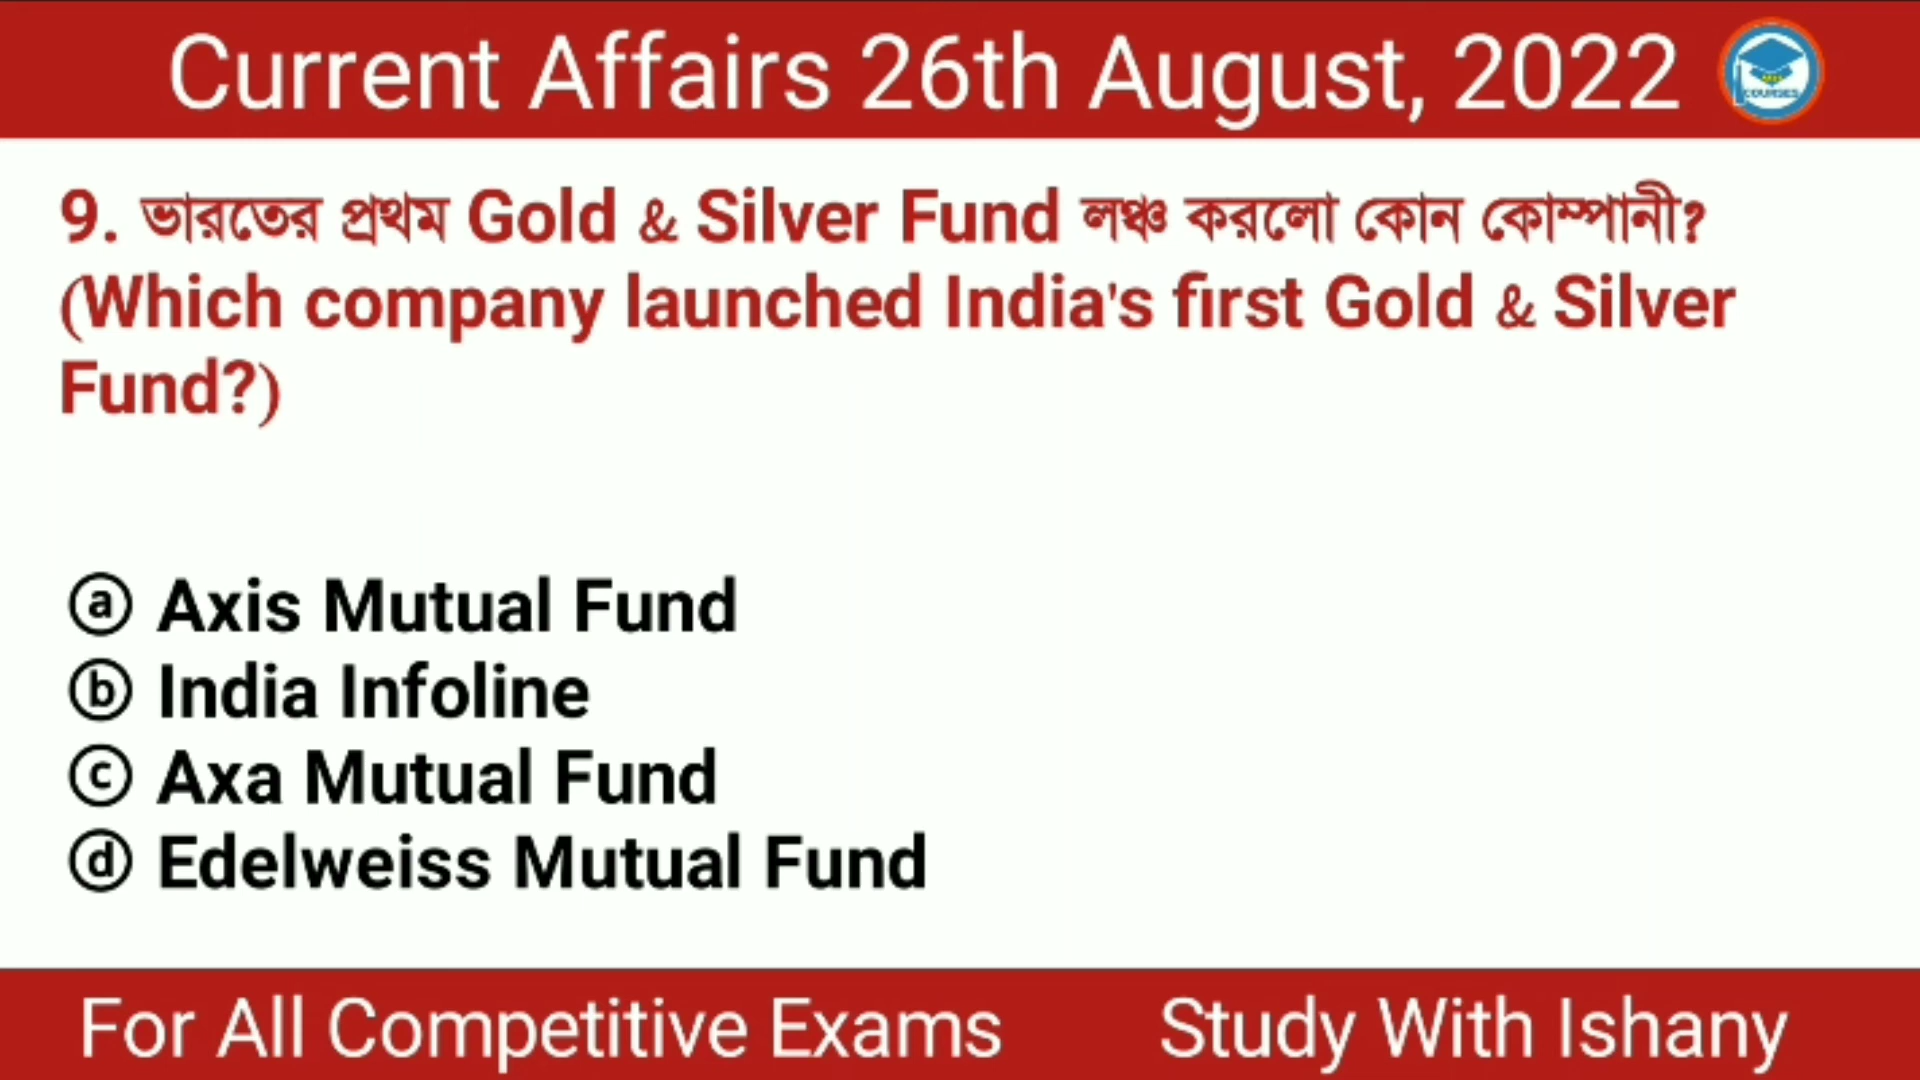 Current Affairs 26th August, 2022
COURSES
9. ভারতের প্রথম Gold & Silver Fund লঞ্চ করলো কোন কোম্পানী?
(Which company launched India's first Gold & Silver
Fund?)
ⓐ Axis Mutual Fund
ⓑ India Infoline
ⓒ Axa Mutual Fund
ⓓ Edelweiss Mutual Fund
For All Competitive Exams Study With Ishany